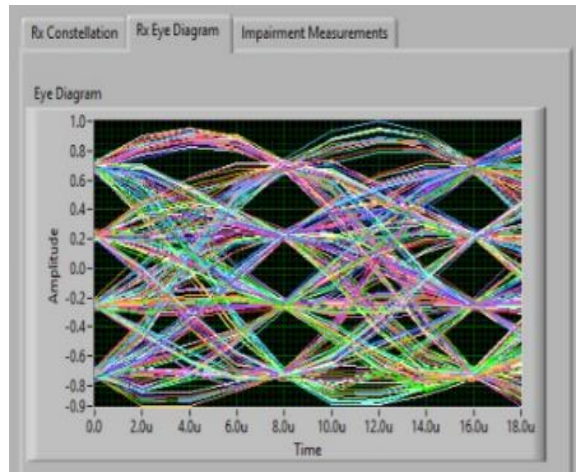 Rx Constellation Rx Eye Diagram Impairment Measurements
Eye Diagram
Amplitude
1.0
0.8
0.6
0.4
0.2
0.0
-0.2
-0.4
-0.6
-0.8
-0.9
0.0 2.0u 4.0u 6.0u 8.0u 10.0u 12.0u 14.0u 16.0u 18.0u
Time